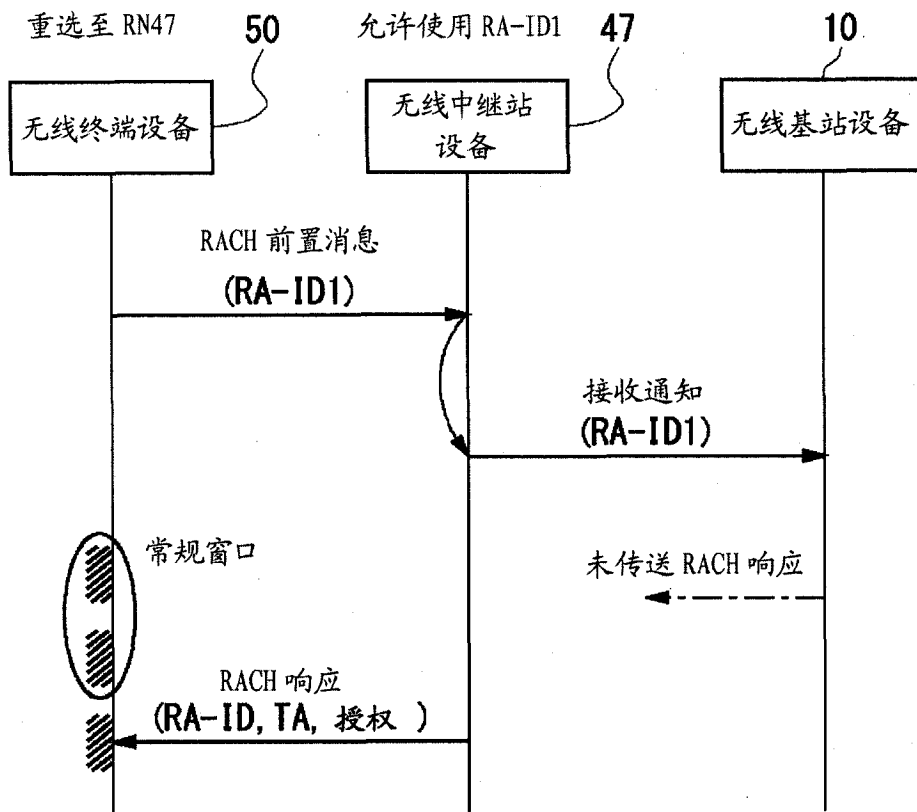 重选至 RN47
50
允许使用 RA-ID1
47
10
无线终端设备
无线中继站
设备
无线基站设备
RACH 前置消息
(RA-ID1)
接收通知
(RA-ID1)
常规窗口
未传送 RACH 响应
RACH 响应
(RA-ID, TA, 授权 )